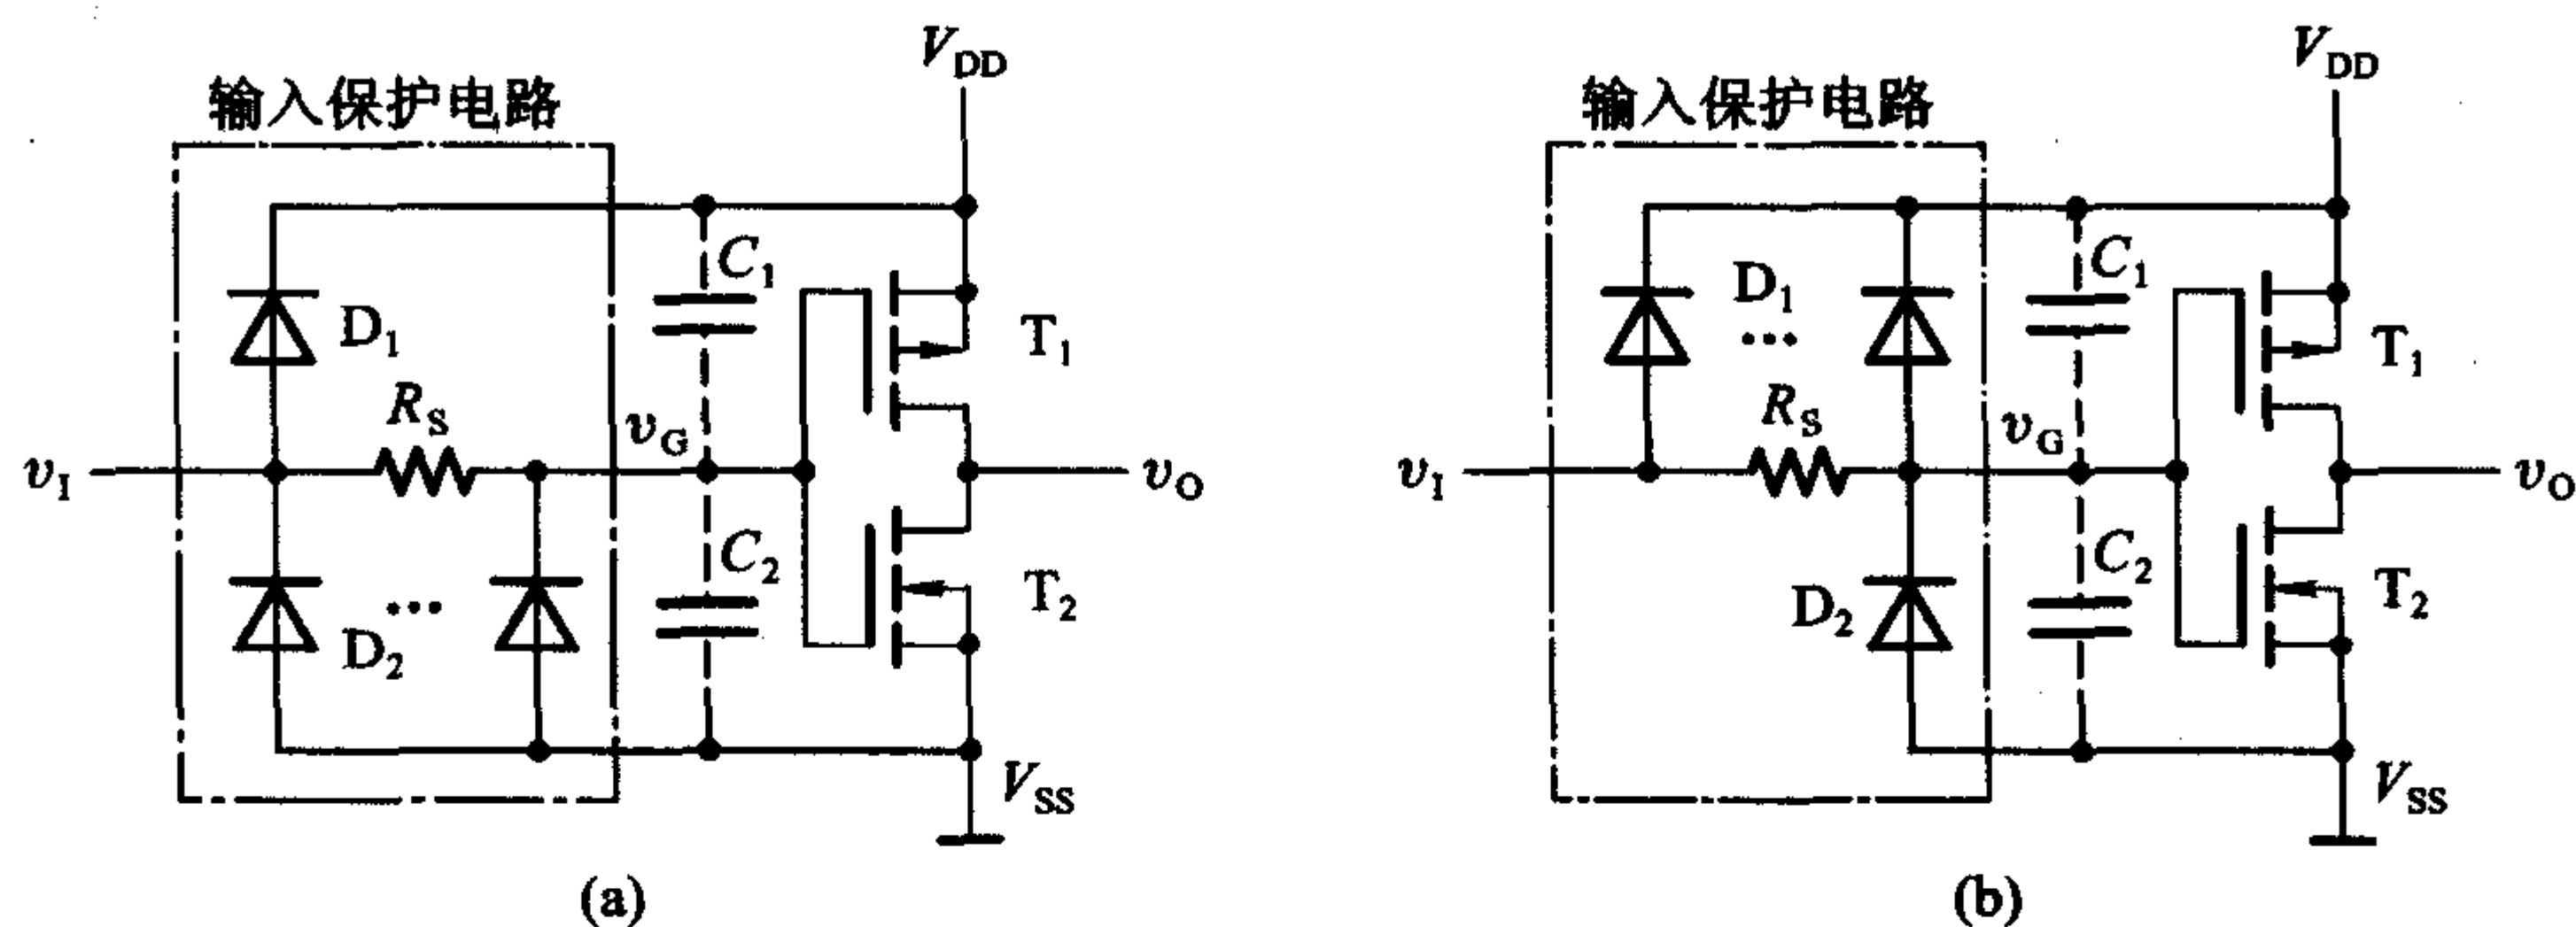 输入保护电路
V_DD
C_1
D_1
T_1
R_S
v_G
v_I
v_O
C_2
D_2
...
T_2
V_SS
(a)
输入保护电路
V_DD
C_1
D_1
...
T_1
R_S
v_G
v_I
v_O
C_2
D_2
T_2
V_SS
(b)